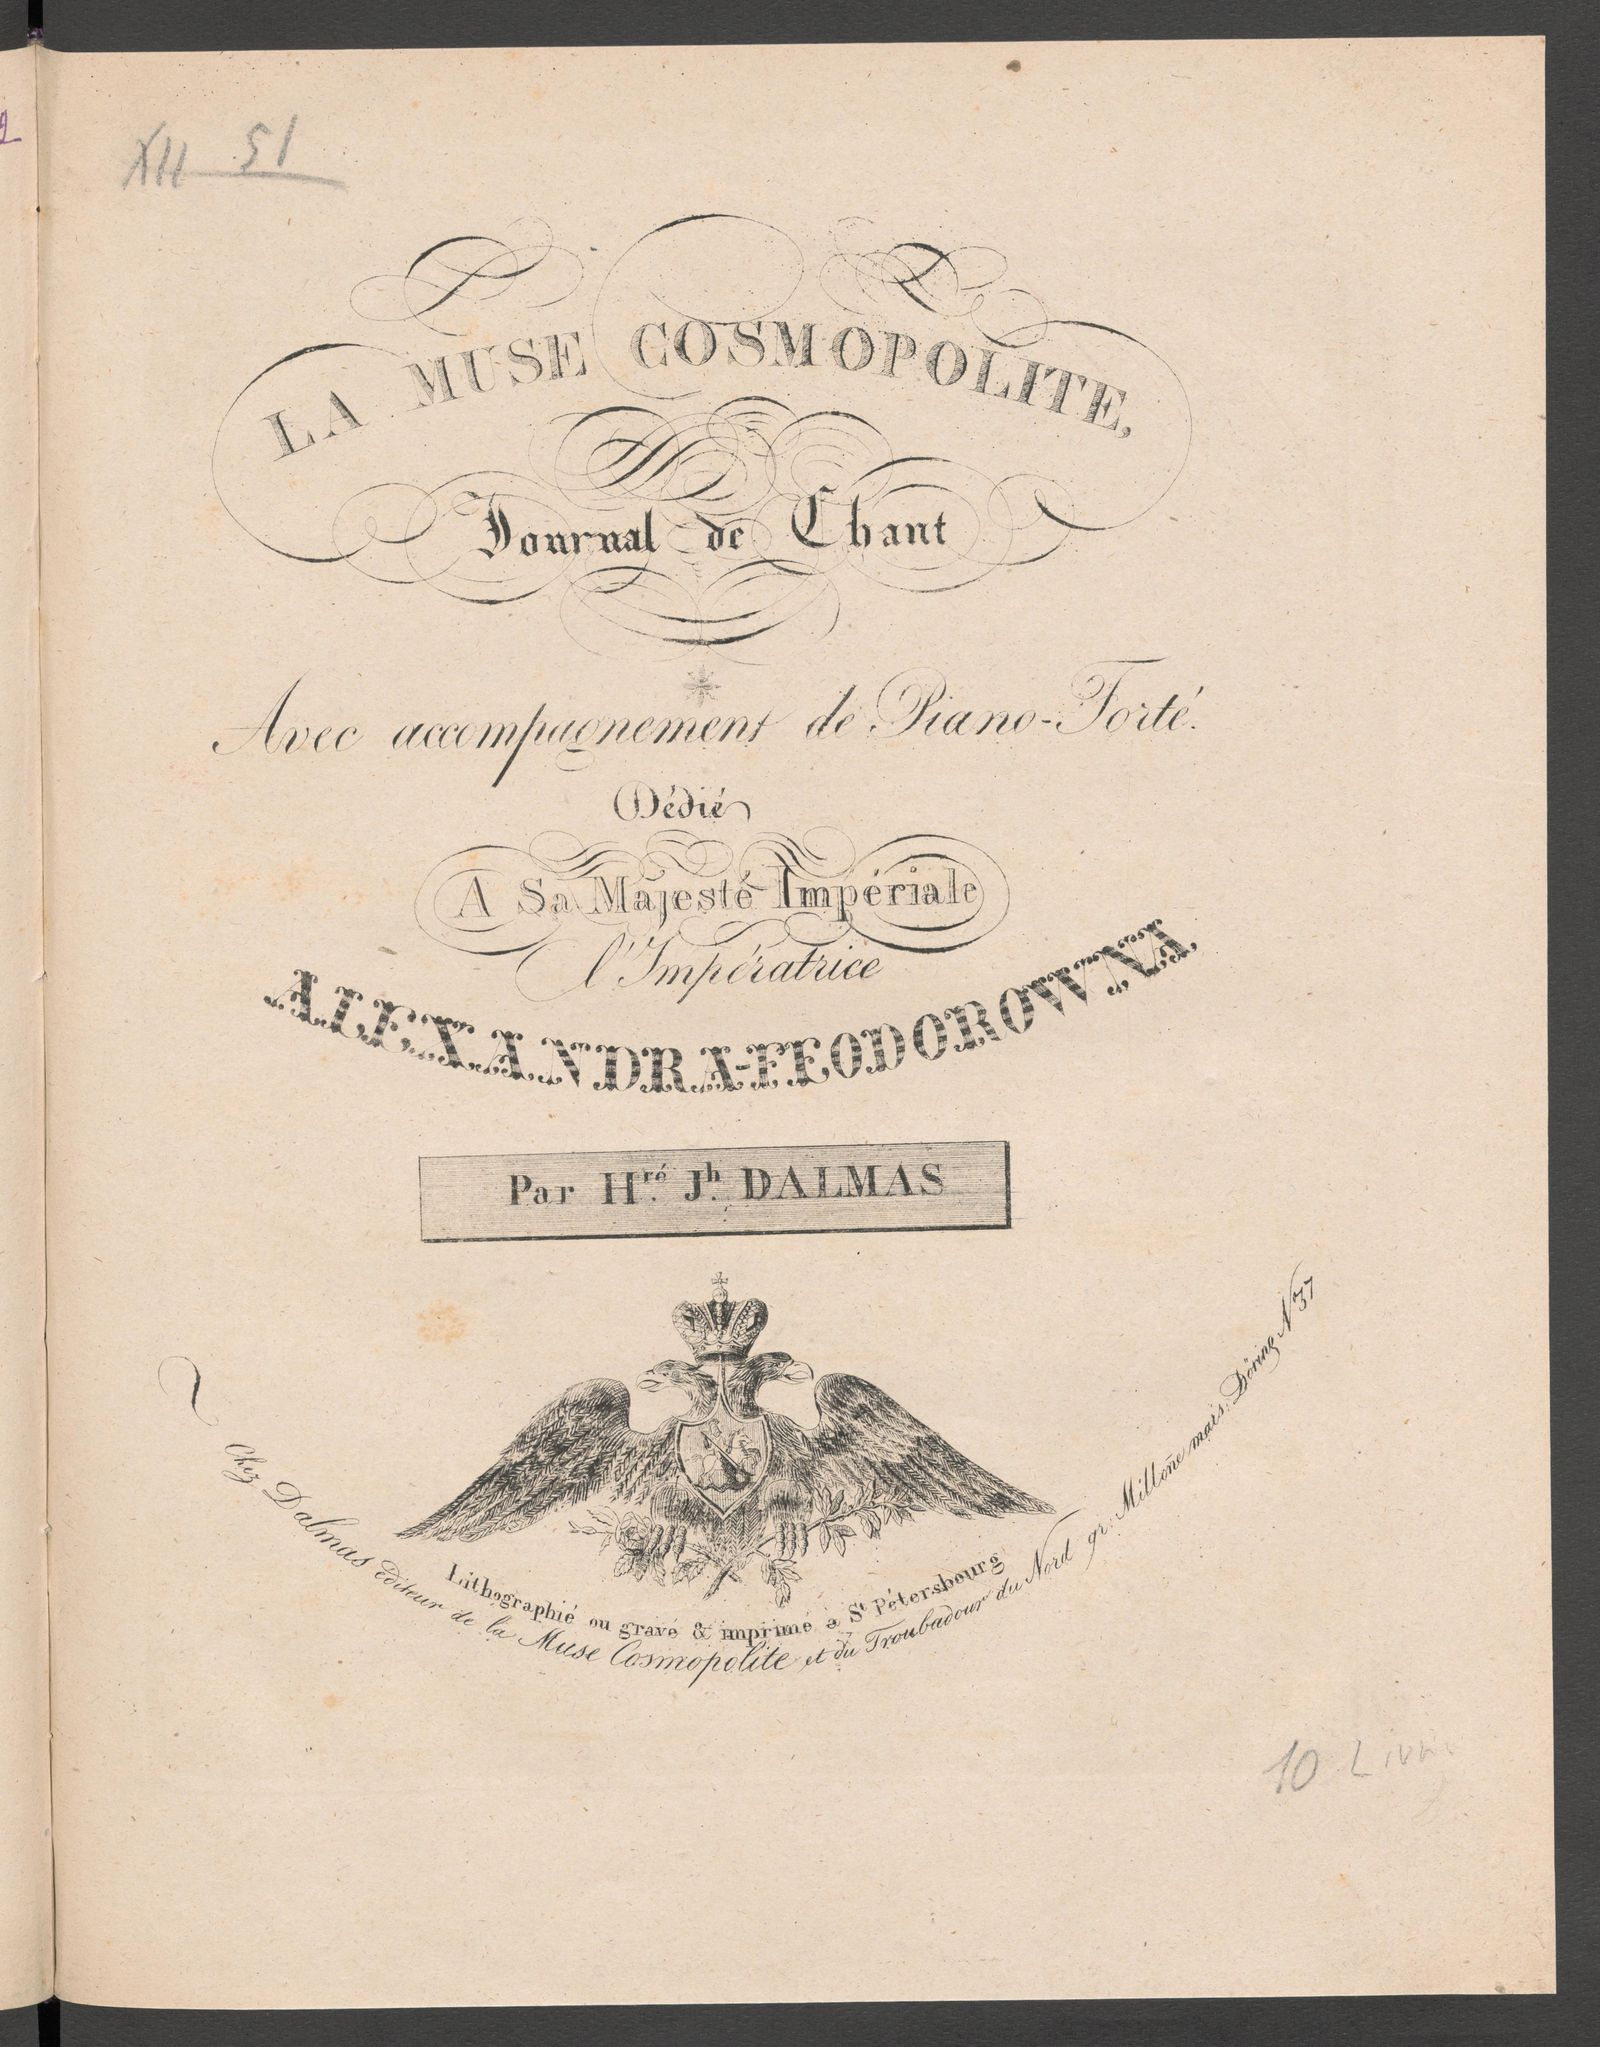 XII 51
LA MUSE COSMOPOLITE,
Journal de Chant
Avec accompagnement de Piano-Forté.
Dédié
A Sa Majesté Impériale
l'Impératrice
ALEXANDRA-FEODOROWNA
Par Hré. Jh. DALMAS
Lithographié ou gravé & imprimé à St Pétersbourg
Chez Dalmas éditeur de la Muse Cosmopolite et du Troubadour du Nord gr. Millone mais. Döring No 37
10